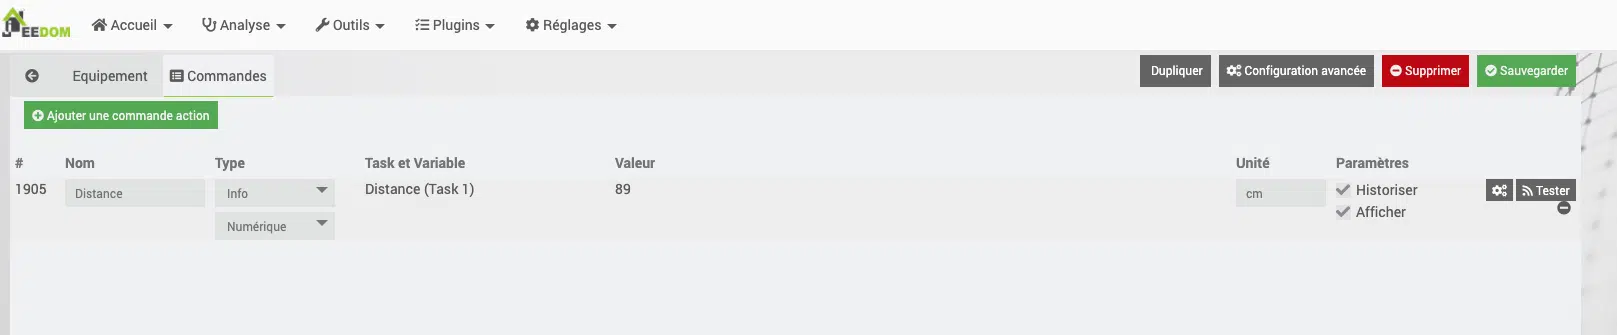 JEEDOM Accueil Analyse Outils Plugins Réglages
Equipement Commandes Dupliquer Configuration avancée Supprimer Sauvegarder
Ajouter une commande action
# Nom Type Task et Variable Valeur Unité Paramètres
1905 Distance Info Distance (Task 1) 89 cm Historiser Tester
Numérique Afficher